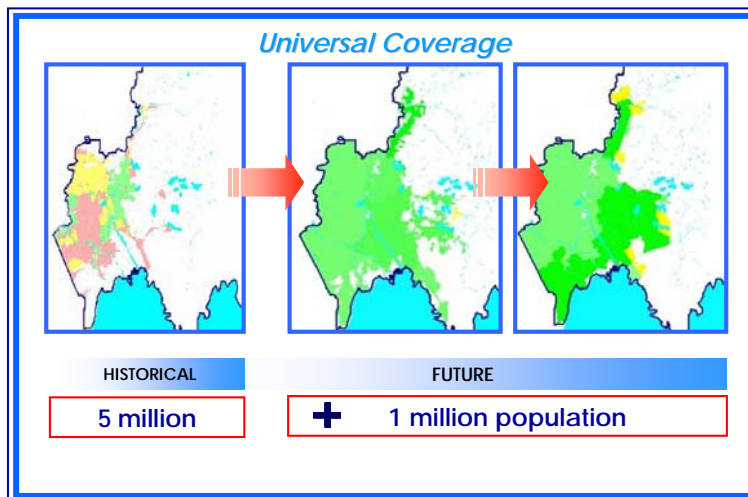 Universal Coverage
HISTORICAL
FUTURE
5 million
+ 1 million population